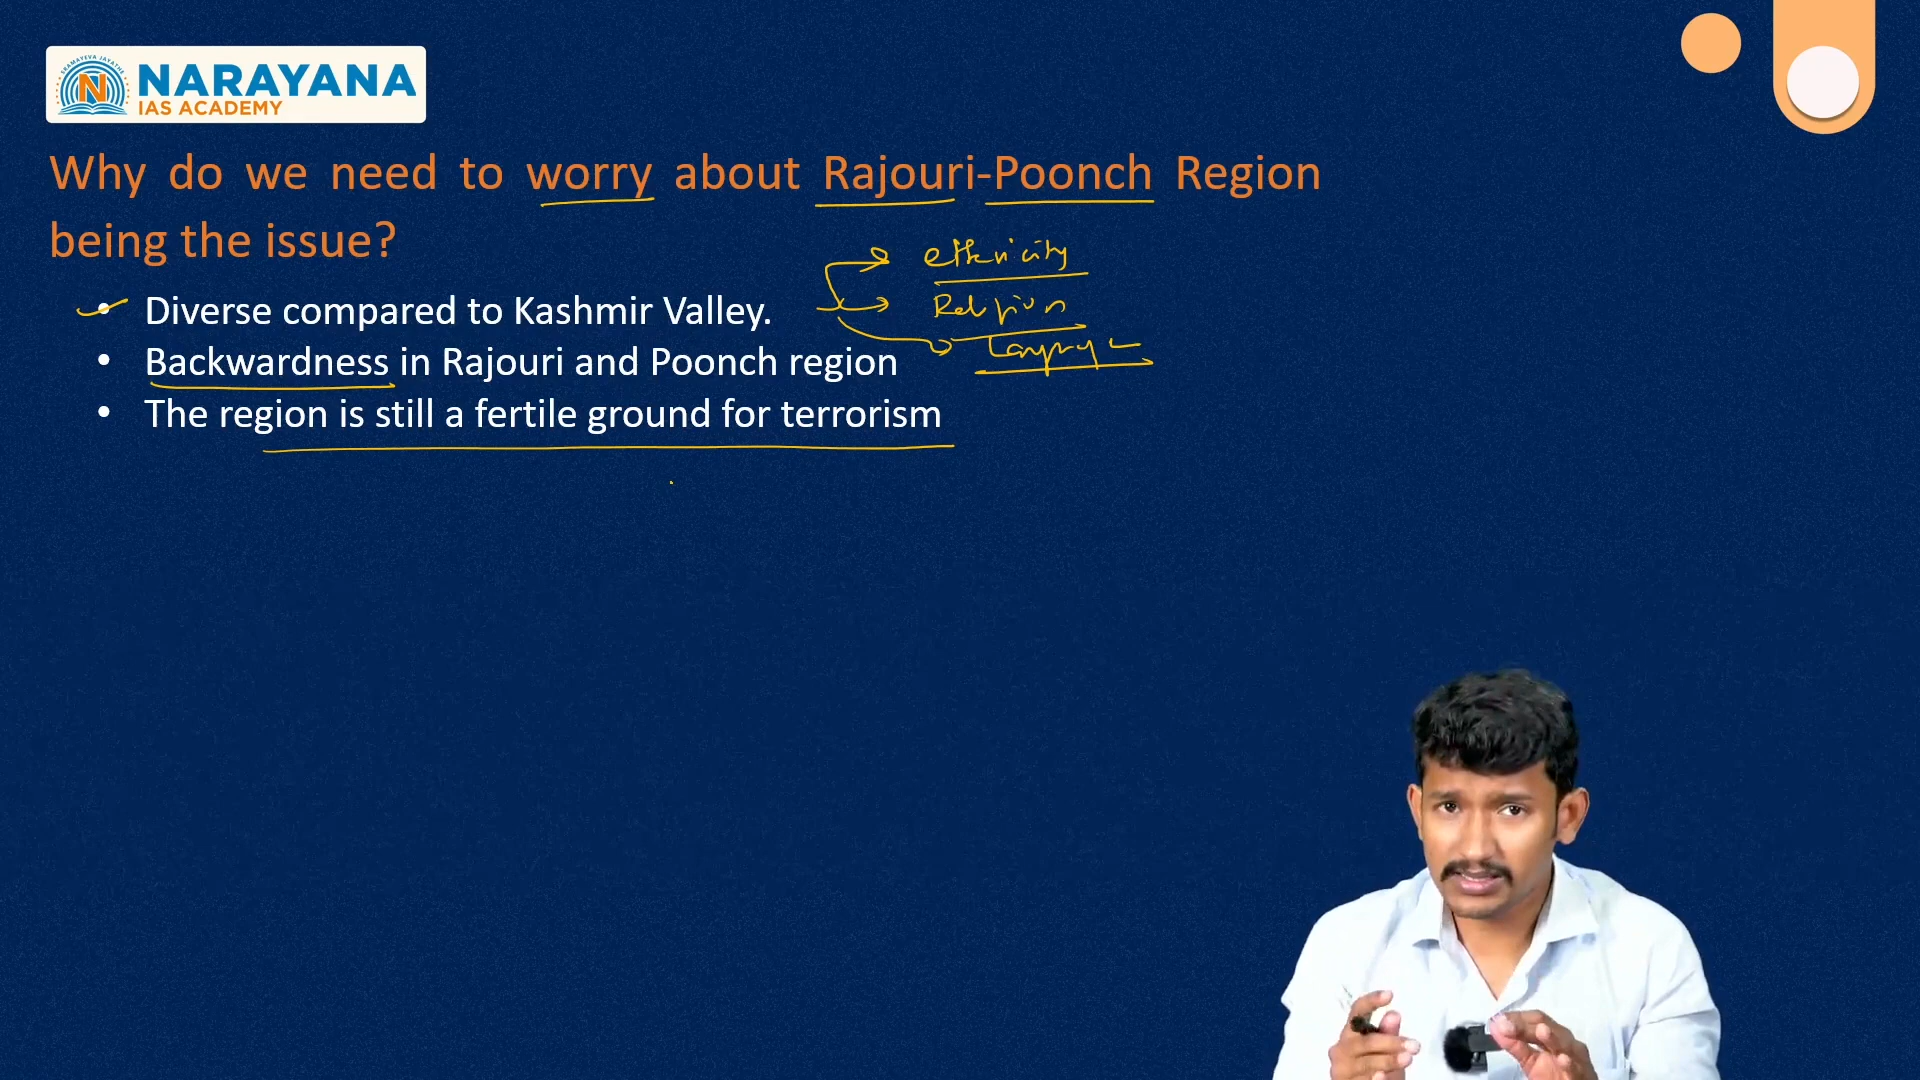 SRAMAYEVA JAYATHE
N
NARAYANA
IAS ACADEMY
Why do we need to worry about Rajouri-Poonch Region
being the issue?
ethnicity
Diverse compared to Kashmir Valley.
Religion
Backwardness in Rajouri and Poonch region
Language
The region is still a fertile ground for terrorism